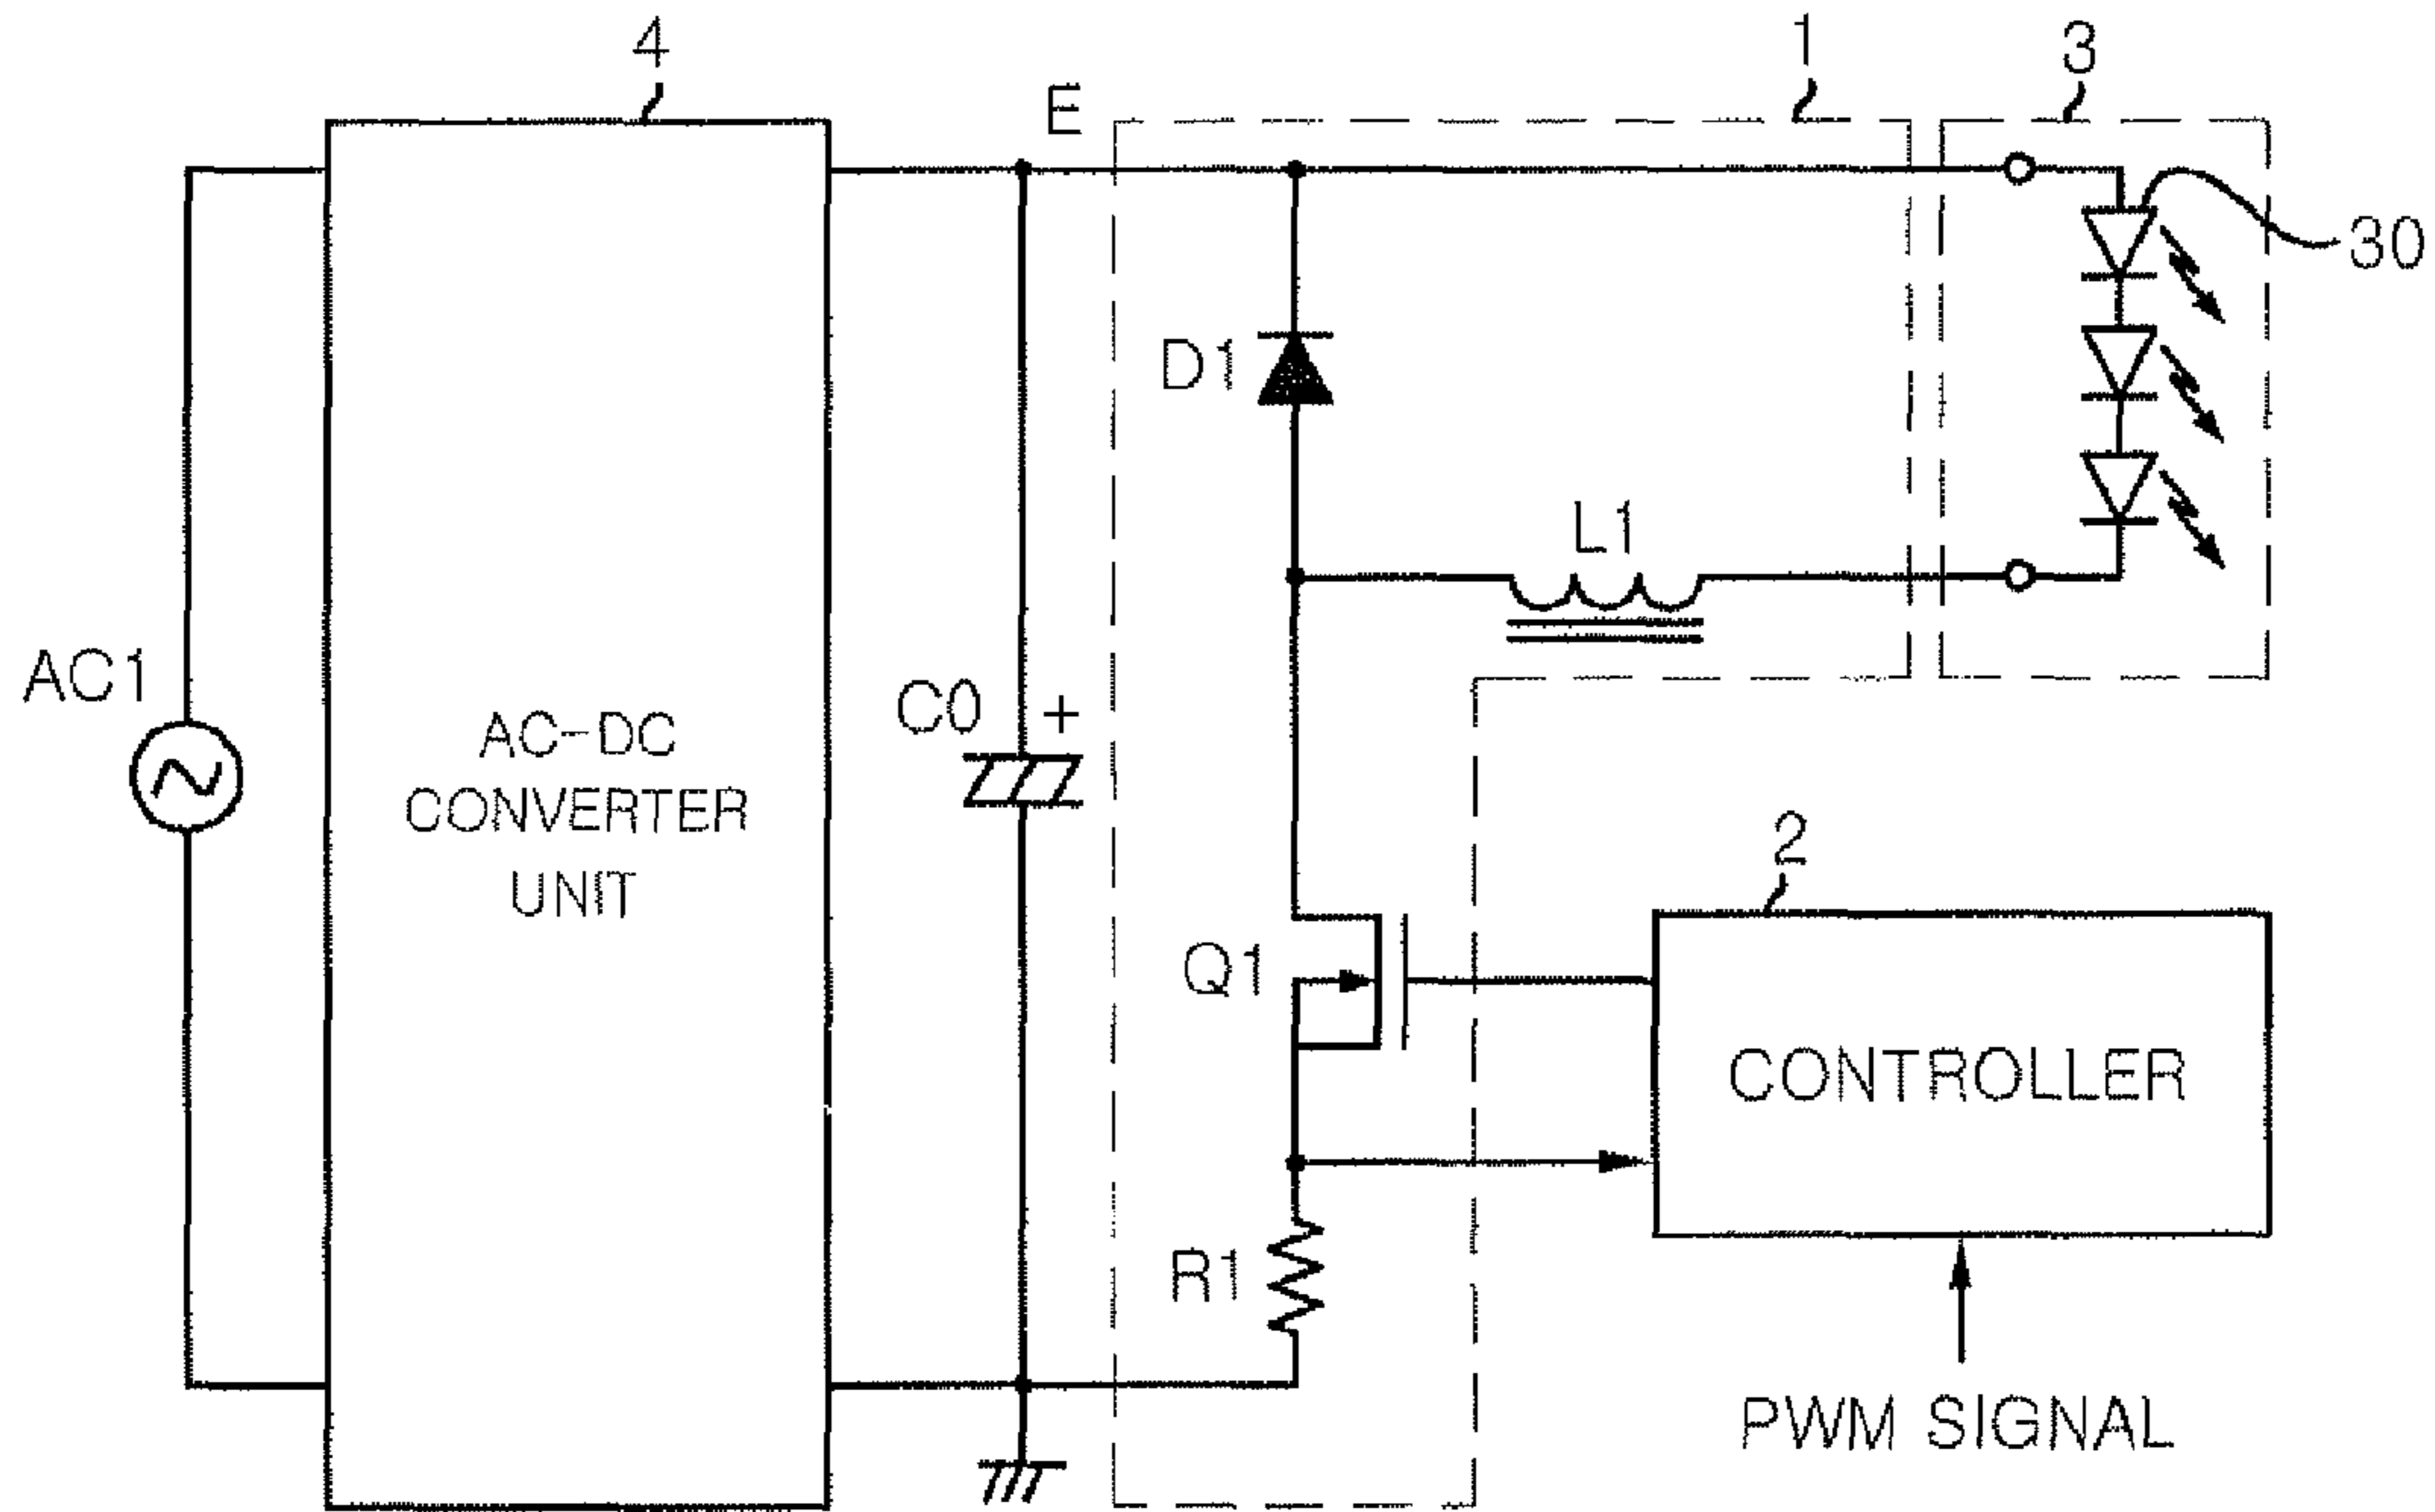 4
1
3
E
30
D1
L1
AC1
C0
+
AC-DC
CONVERTER
UNIT
2
Q1
CONTROLLER
R1
PWM SIGNAL